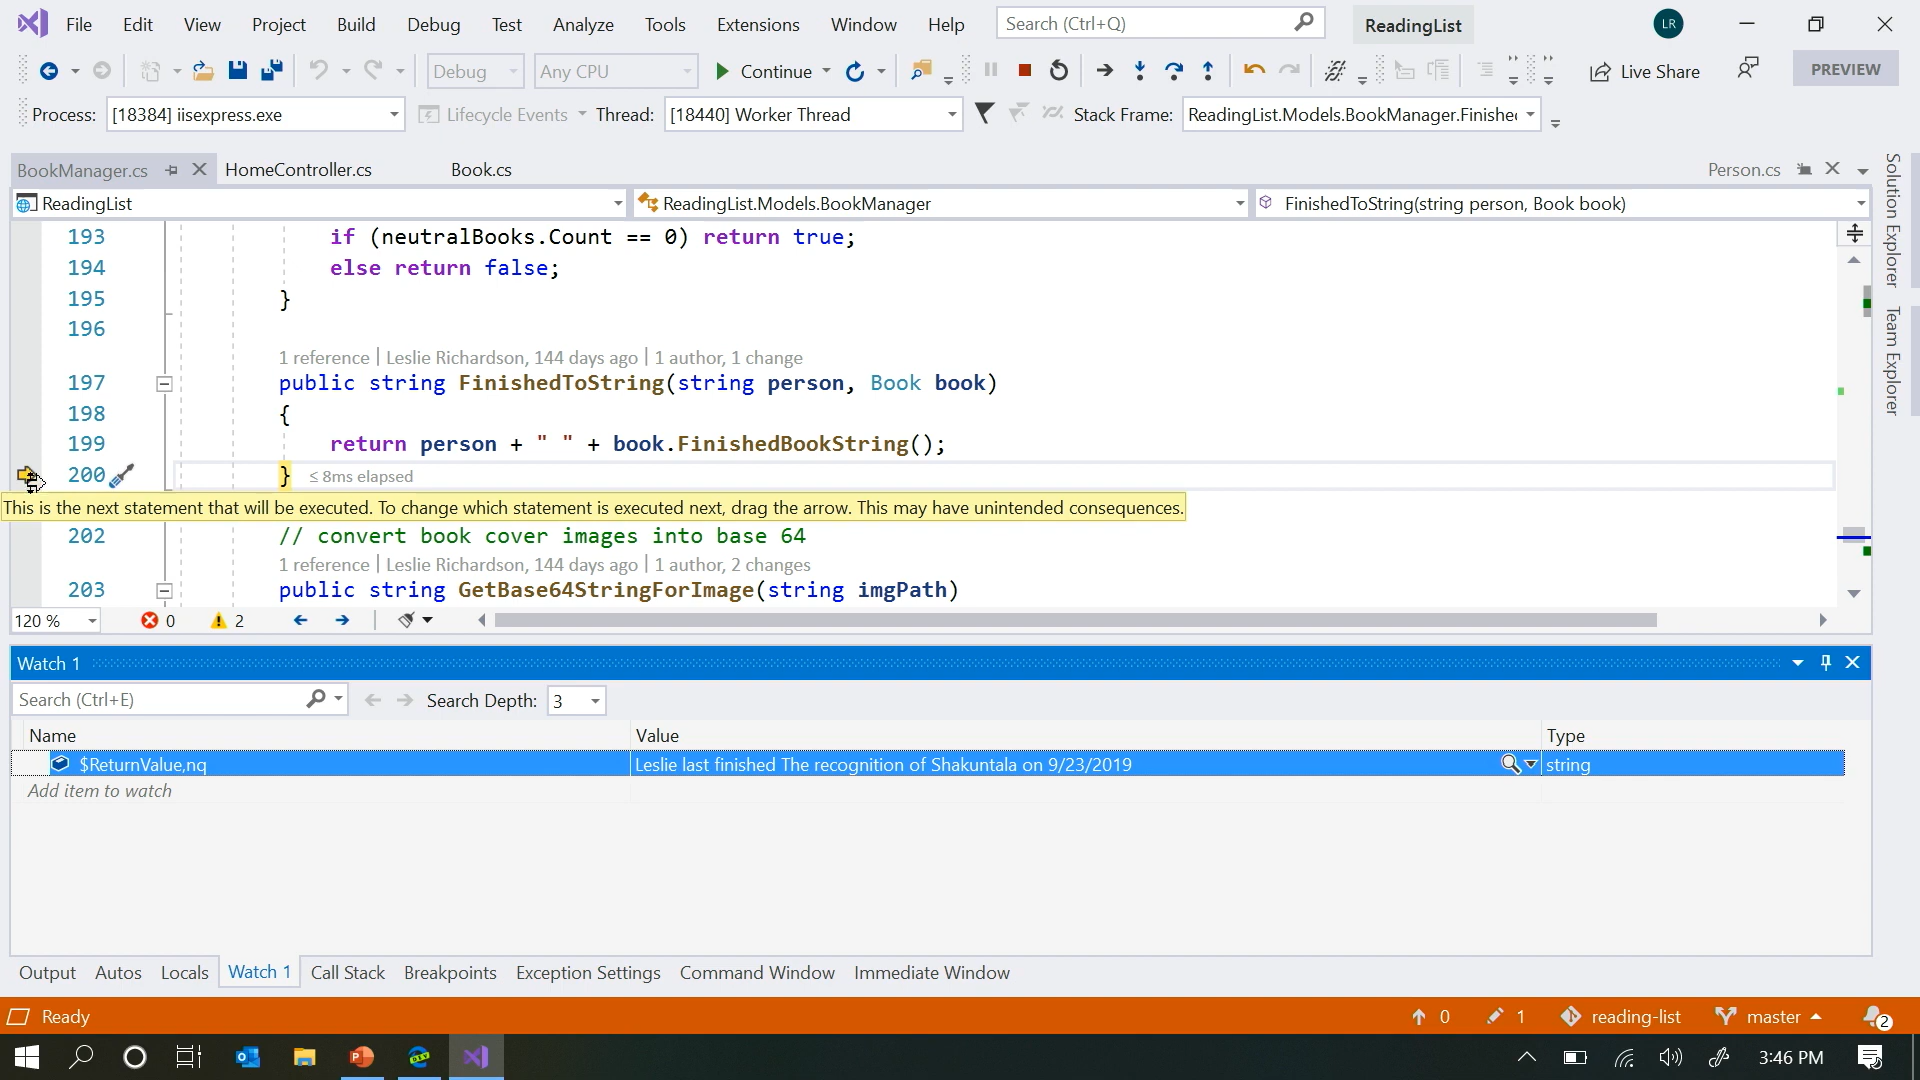 File Edit View Project Build Debug Test Analyze Tools Extensions Window Help Search (Ctrl+Q) ReadingList LR
Debug Any CPU Continue Live Share PREVIEW
Process: [18384] iisexpress.exe Lifecycle Events Thread: [18440] Worker Thread Stack Frame: ReadingList.Models.BookManager.Finishe
BookManager.cs HomeController.cs Book.cs Person.cs
ReadingList ReadingList.Models.BookManager FinishedToString(string person, Book book)
Solution Explorer
Team Explorer
193 if (neutralBooks.Count == 0) return true;
194 else return false;
195 }
196
1 reference | Leslie Richardson, 144 days ago | 1 author, 1 change
197 public string FinishedToString(string person, Book book)
198 {
199 return person + " " + book.FinishedBookString();
200 } ≤ 8ms elapsed
This is the next statement that will be executed. To change which statement is executed next, drag the arrow. This may have unintended consequences.
202 // convert book cover images into base 64
1 reference | Leslie Richardson, 144 days ago | 1 author, 2 changes
203 public string GetBase64StringForImage(string imgPath)
120 % 0 2
Watch 1
Search (Ctrl+E) Search Depth: 3
Name Value Type
$ReturnValue,nq Leslie last finished The recognition of Shakuntala on 9/23/2019 string
Add item to watch
Output Autos Locals Watch 1 Call Stack Breakpoints Exception Settings Command Window Immediate Window
Ready 0 1 reading-list master 2
DEV 3:46 PM